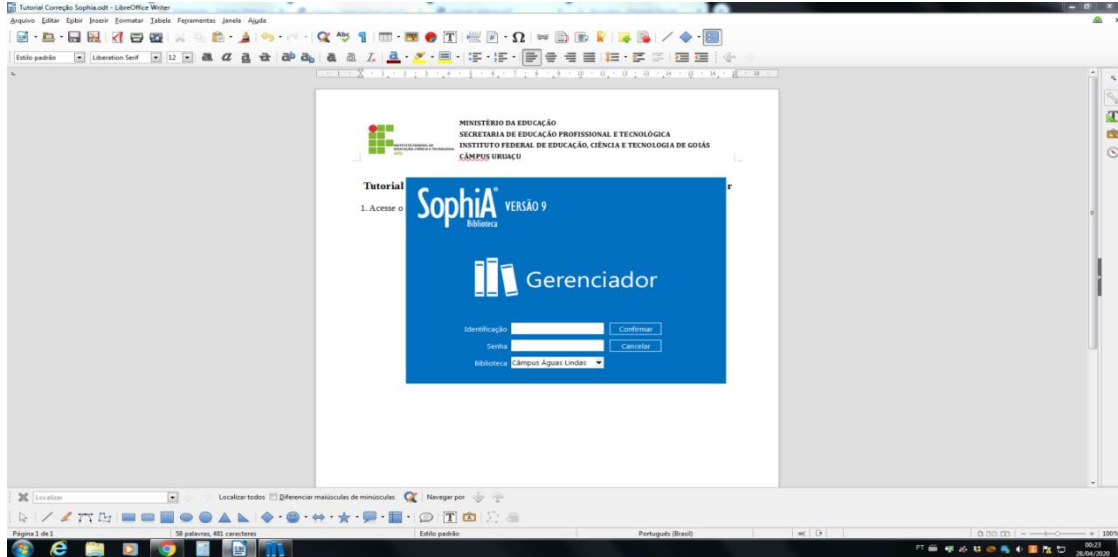 Tutorial Correção Sophia.odt - LibreOffice Writer
Arquivo Editar Exibir Inserir Formatar Tabela Ferramentas Janela Ajuda
Estilo padrão Liberation Serif 12
MINISTÉRIO DA EDUCAÇÃO
SECRETARIA DE EDUCAÇÃO PROFISSIONAL E TECNOLÓGICA
INSTITUTO FEDERAL DE EDUCAÇÃO, CIÊNCIA E TECNOLOGIA DE GOIÁS
CÂMPUS URUAÇU
Tutorial r
1. Acesse o
SophiA VERSÃO 9
Biblioteca
Gerenciador
Identificação Confirmar
Senha Cancelar
Biblioteca Câmpus Águas Lindas
Localizar Localizar todos Diferenciar maiúsculas de minúsculas Navegar por
Página 1 de 1 58 palavras, 481 caracteres Estilo padrão Português (Brasil) 100%
PT 00:23
28/04/2020